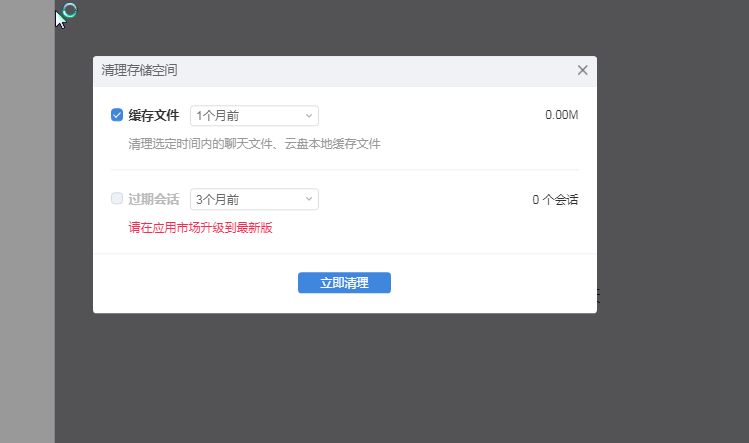 清理存储空间
缓存文件 1个月前 0.00M
清理选定时间内的聊天文件、云盘本地缓存文件
过期会话 3个月前 0 个会话
请在应用市场升级到最新版
立即清理